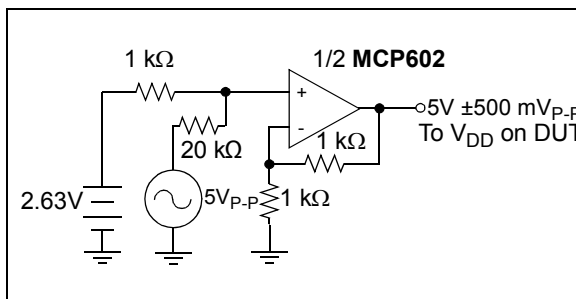 1 kΩ
1/2 MCP602
+
-
5V ±500 mVP-P
To VDD on DUT
20 kΩ
1 kΩ
2.63V
5VP-P
1 kΩ